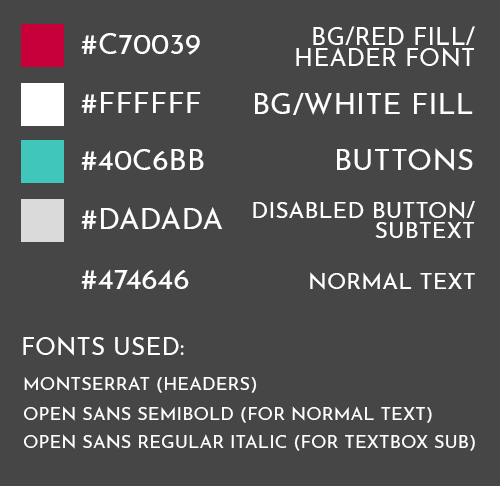 #C70039 BG/RED FILL/
HEADER FONT
#FFFFFF BG/WHITE FILL
#40C6BB BUTTONS
#DADADA DISABLED BUTTON/
SUBTEXT
#474646 NORMAL TEXT
FONTS USED:
MONTSERRAT (HEADERS)
OPEN SANS SEMIBOLD (FOR NORMAL TEXT)
OPEN SANS REGULAR ITALIC (FOR TEXTBOX SUB)